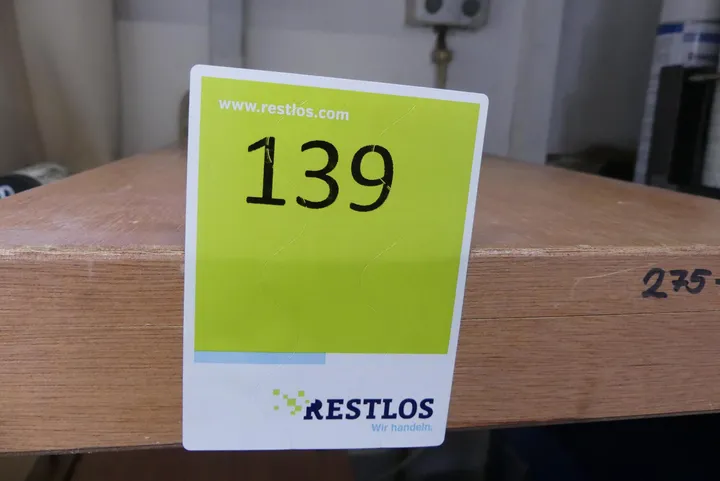 www.restlos.com
139
275-
RESTLOS
Wir handeln.